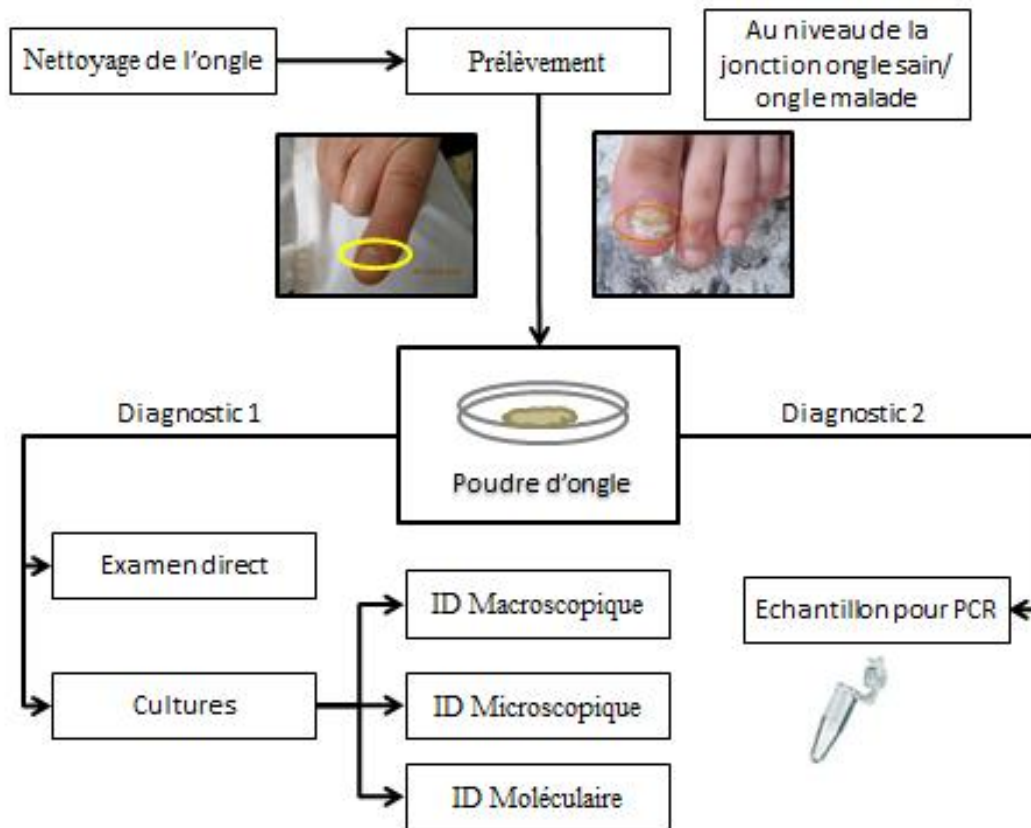 Nettoyage de l'ongle
Prélèvement
Au niveau de la
jonction ongle sain/
ongle malade
Diagnostic 1
Diagnostic 2
Poudre d'ongle
Examen direct
ID Macroscopique
Echantillon pour PCR
Cultures
ID Microscopique
ID Moléculaire